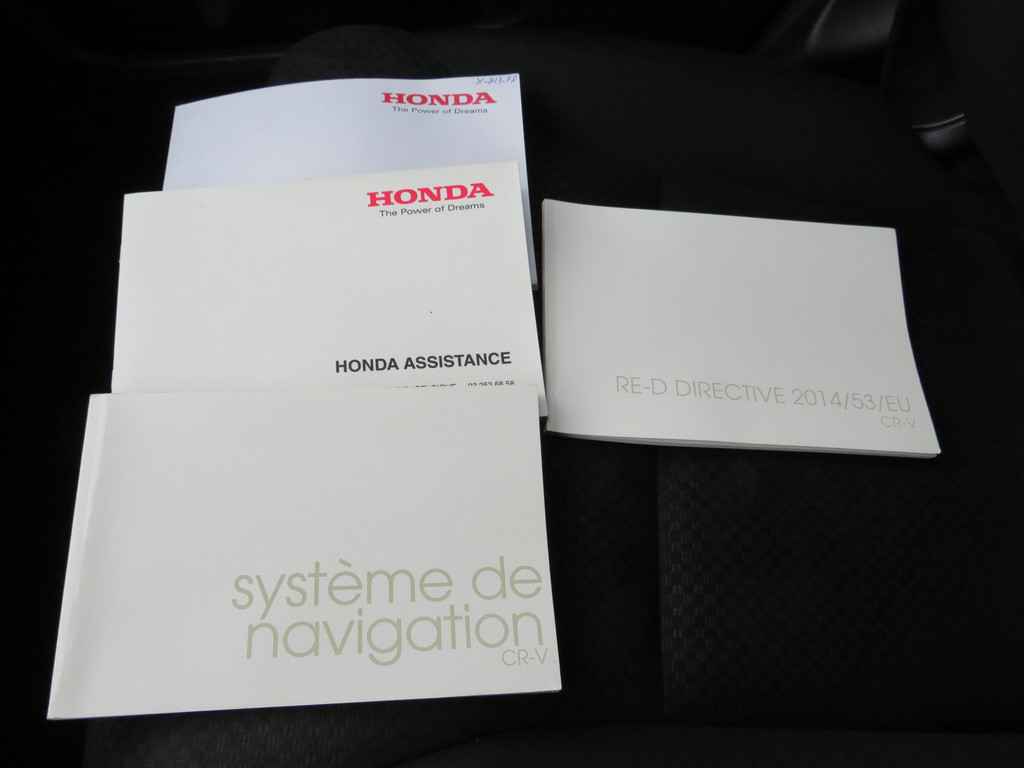 HONDA
The Power of Dreams
HONDA
The Power of Dreams
HONDA ASSISTANCE
système de
navigation
CR-V
RE-D DIRECTIVE 2014/53/EU
CR-V